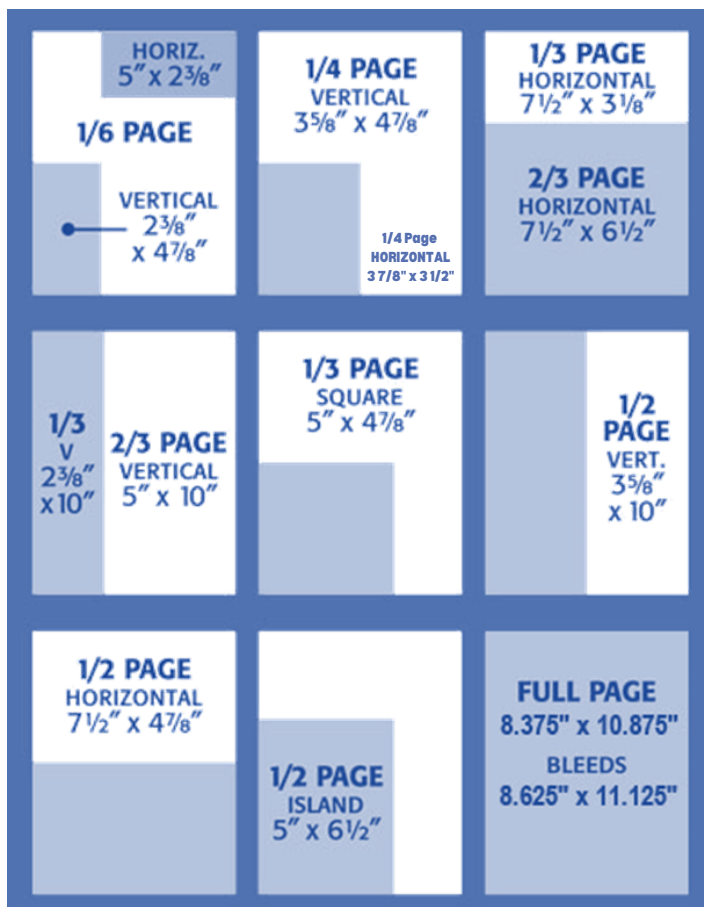 HORIZ.
5″ x 2⅜″
1/6 PAGE
VERTICAL
2⅜″
x 4⅞″
1/4 PAGE
VERTICAL
3⅝″ x 4⅞″
1/4 Page
HORIZONTAL
3 7/8" x 3 1/2"
1/3 PAGE
HORIZONTAL
7½″ x 3⅛″
2/3 PAGE
HORIZONTAL
7½″ x 6½″
1/3
V
2⅜″
x 10″
2/3 PAGE
VERTICAL
5″ x 10″
1/3 PAGE
SQUARE
5″ x 4⅞″
1/2
PAGE
VERT.
3⅝″
x 10″
1/2 PAGE
HORIZONTAL
7½″ x 4⅞″
1/2 PAGE
ISLAND
5″ x 6½″
FULL PAGE
8.375" x 10.875"
BLEEDS
8.625" x 11.125"